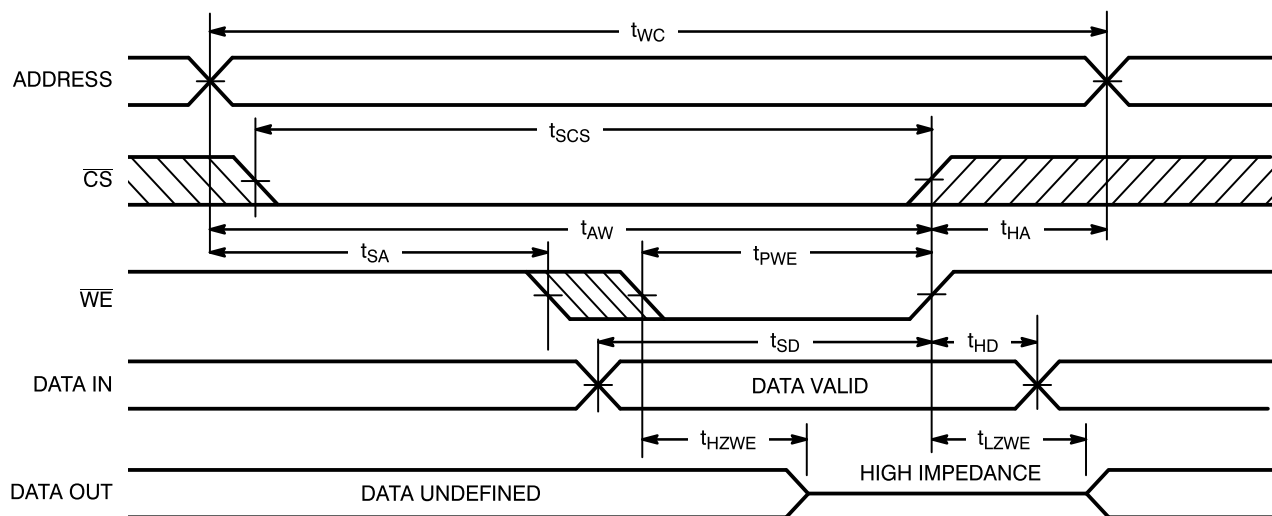 tWC
ADDRESS
tSCS
CS
tAW
tHA
tSA
tPWE
WE
tSD
tHD
DATA IN
DATA VALID
tHZWE
tLZWE
HIGH IMPEDANCE
DATA OUT
DATA UNDEFINED